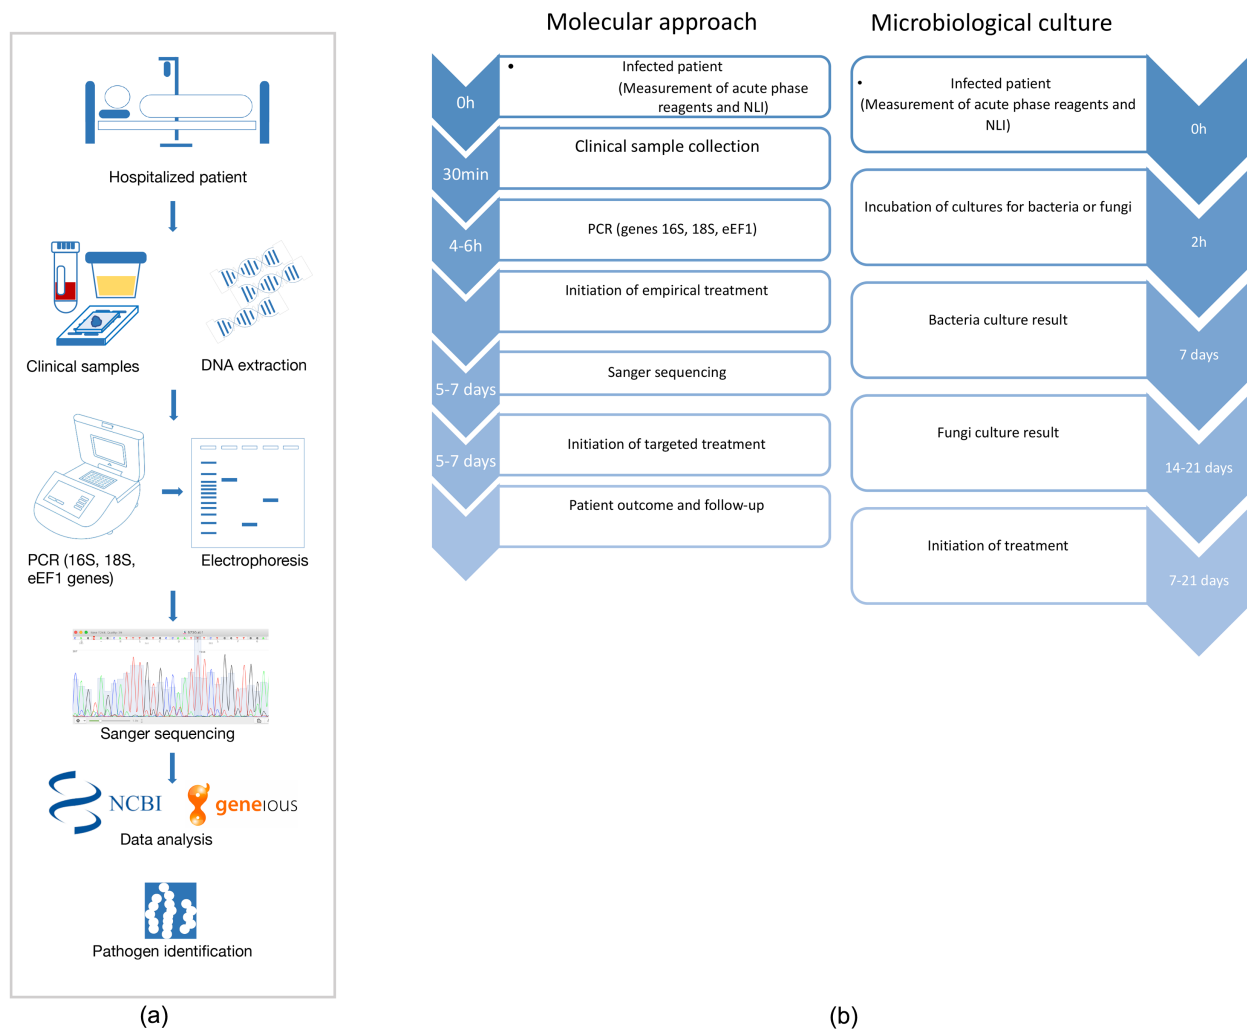 Hospitalized patient
Clinical samples
DNA extraction
PCR (16S, 18S,
eEF1 genes)
Electrophoresis
Sanger sequencing
NCBI
geneious
Data analysis
Pathogen identification
(a)
Molecular approach
0h
• Infected patient
(Measurement of acute phase
reagents and NLI)
30min
Clinical sample collection
4-6h
PCR (genes 16S, 18S, eEF1)
Initiation of empirical treatment
5-7 days
Sanger sequencing
5-7 days
Initiation of targeted treatment
Patient outcome and follow-up
Microbiological culture
• Infected patient
(Measurement of acute phase reagents and
NLI)
0h
Incubation of cultures for bacteria or fungi
2h
Bacteria culture result
7 days
Fungi culture result
14-21 days
Initiation of treatment
7-21 days
(b)